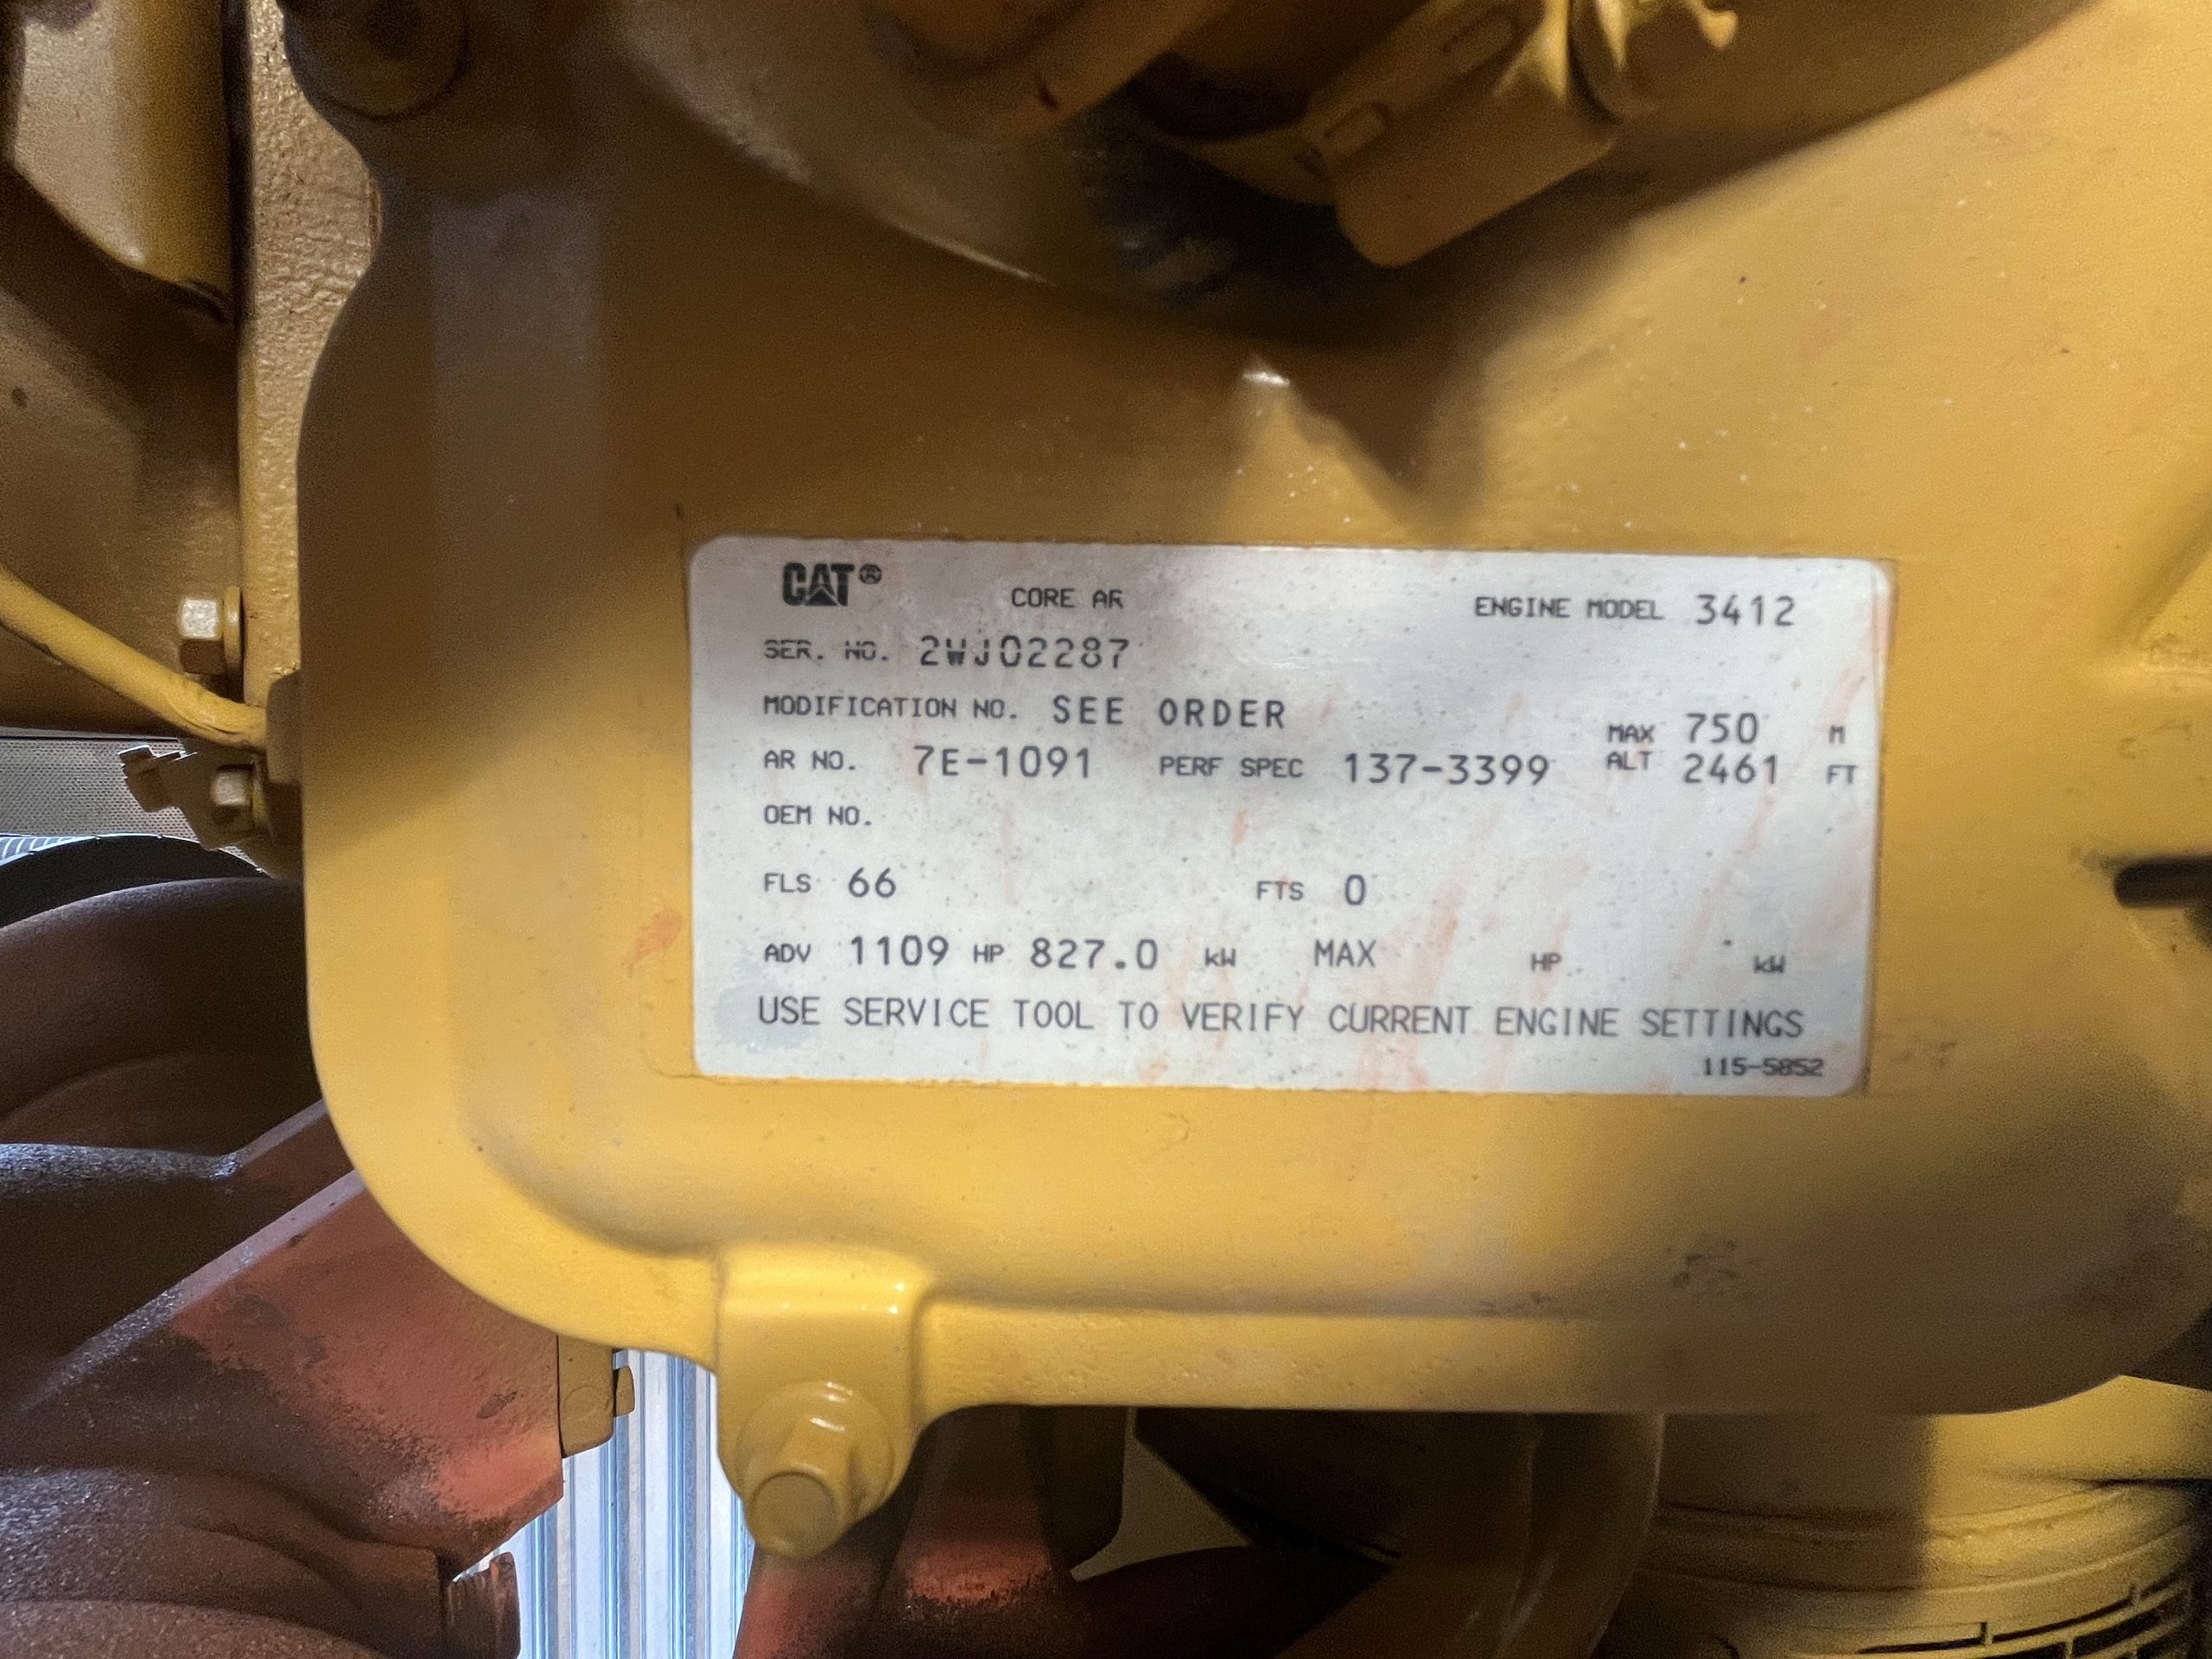 CAT® CORE AR ENGINE MODEL 3412
SER. NO. 2WJ02287
MODIFICATION NO. SEE ORDER MAX 750 M
AR NO. 7E-1091 PERF SPEC 137-3399 ALT 2461 FT
OEM NO.
FLS 66 FTS 0
ADV 1109 HP 827.0 kW MAX HP kW
USE SERVICE TOOL TO VERIFY CURRENT ENGINE SETTINGS
115-5852